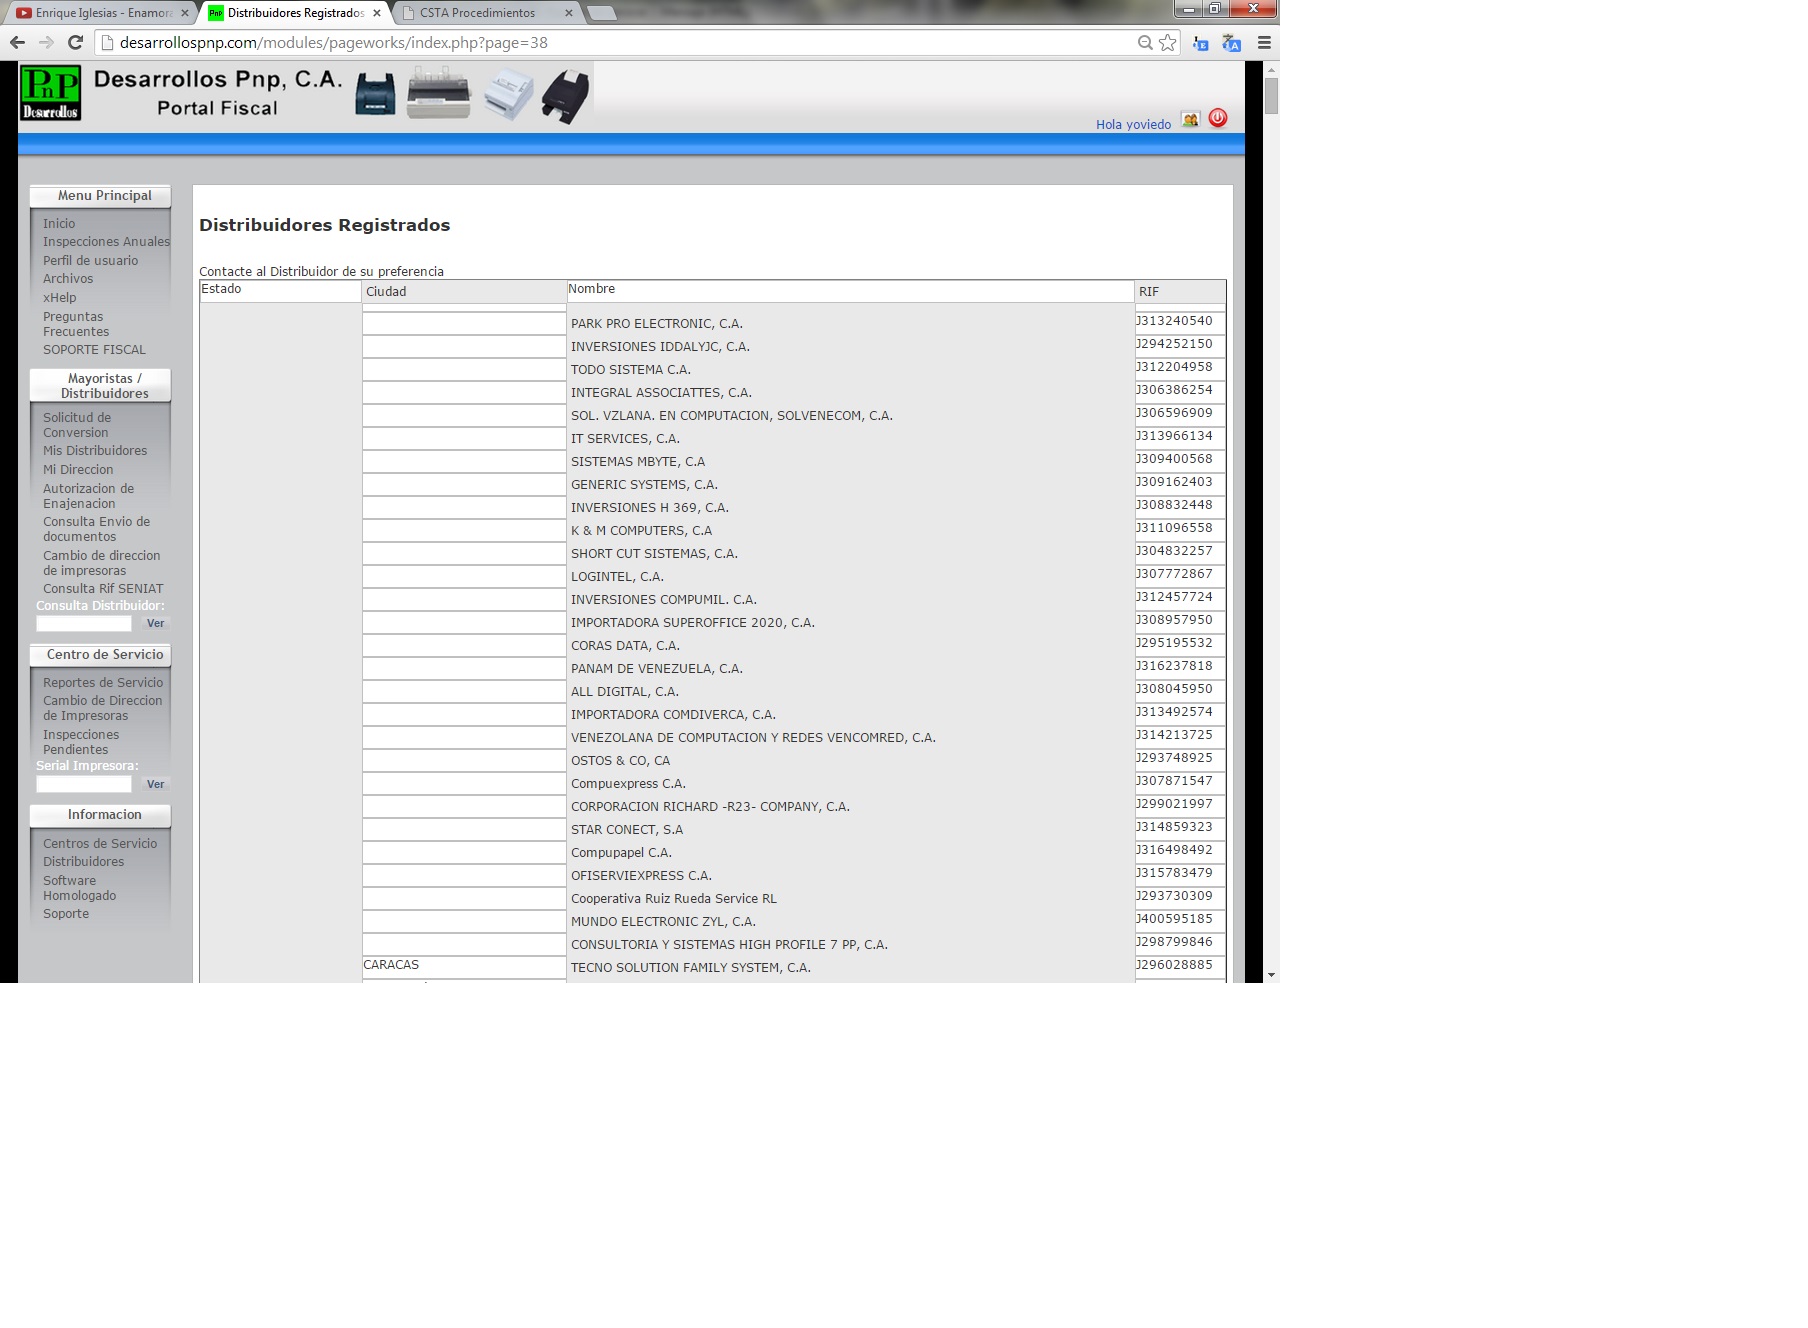 Enrique Iglesias - Enamora
Distribuidores Registrados
CSTA Procedimientos
desarrollospnp.com/modules/pageworks/index.php?page=38
PnP
Desarrollos
Desarrollos Pnp, C.A.
Portal Fiscal
Hola yoviedo
Menu Principal
Inicio
Inspecciones Anuales
Perfil de usuario
Archivos
xHelp
Preguntas
Frecuentes
SOPORTE FISCAL
Mayoristas /
Distribuidores
Solicitud de
Conversion
Mis Distribuidores
Mi Direccion
Autorizacion de
Enajenacion
Consulta Envio de
documentos
Cambio de direccion
de impresoras
Consulta Rif SENIAT
Consulta Distribuidor:
Ver
Centro de Servicio
Reportes de Servicio
Cambio de Direccion
de Impresoras
Inspecciones
Pendientes
Serial Impresora:
Ver
Informacion
Centros de Servicio
Distribuidores
Software
Homologado
Soporte
Distribuidores Registrados
Contacte al Distribuidor de su preferencia
Estado Ciudad Nombre RIF
PARK PRO ELECTRONIC, C.A. J313240540
INVERSIONES IDDALYJC, C.A. J294252150
TODO SISTEMA C.A. J312204958
INTEGRAL ASSOCIATTES, C.A. J306386254
SOL. VZLANA. EN COMPUTACION, SOLVENECOM, C.A. J306596909
IT SERVICES, C.A. J313966134
SISTEMAS MBYTE, C.A J309400568
GENERIC SYSTEMS, C.A. J309162403
INVERSIONES H 369, C.A. J308832448
K & M COMPUTERS, C.A J311096558
SHORT CUT SISTEMAS, C.A. J304832257
LOGINTEL, C.A. J307772867
INVERSIONES COMPUMIL. C.A. J312457724
IMPORTADORA SUPEROFFICE 2020, C.A. J308957950
CORAS DATA, C.A. J295195532
PANAM DE VENEZUELA, C.A. J316237818
ALL DIGITAL, C.A. J308045950
IMPORTADORA COMDIVERCA, C.A. J313492574
VENEZOLANA DE COMPUTACION Y REDES VENCOMRED, C.A. J314213725
OSTOS & CO, CA J293748925
Compuexpress C.A. J307871547
CORPORACION RICHARD -R23- COMPANY, C.A. J299021997
STAR CONECT, S.A J314859323
Compupapel C.A. J316498492
OFISERVIEXPRESS C.A. J315783479
Cooperativa Ruiz Rueda Service RL J293730309
MUNDO ELECTRONIC ZYL, C.A. J400595185
CONSULTORIA Y SISTEMAS HIGH PROFILE 7 PP, C.A. J298799846
CARACAS TECNO SOLUTION FAMILY SYSTEM, C.A. J296028885